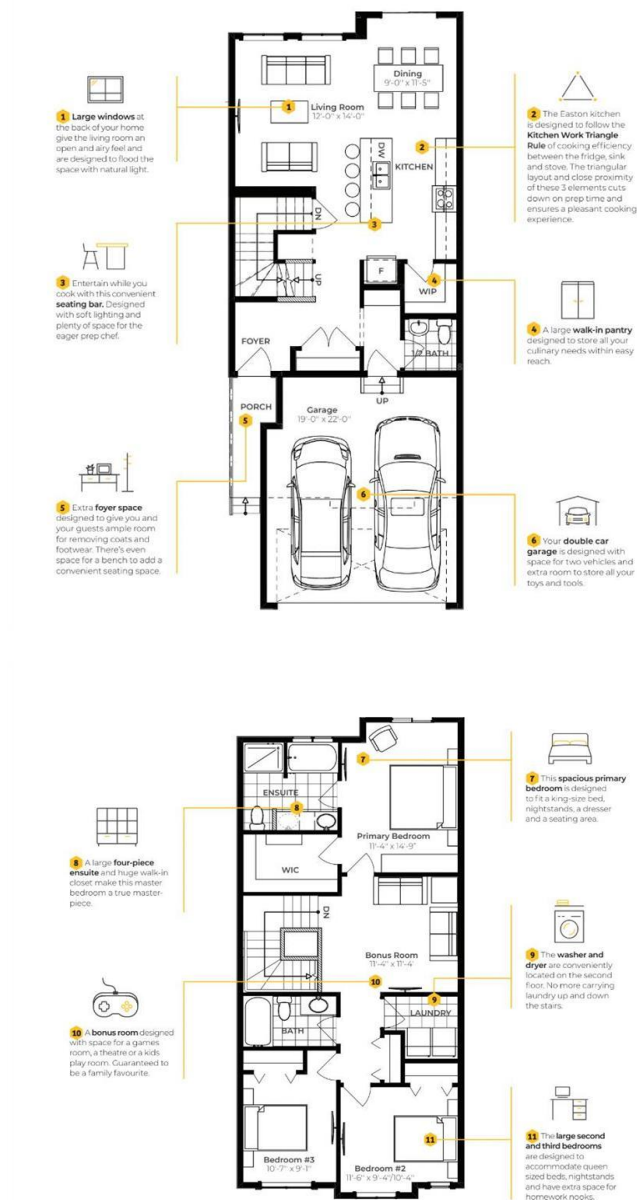 Dining
9'-0" x 11'-5"
1
Living Room
12'-0" x 14'-0"
2
DW
KITCHEN
3
DN
UP
F
4
WIP
FOYER
1/2 BATH
PORCH
5
UP
Garage
19'-0" x 22'-0"
6
1 Large windows at
the back of your home
give the living room an
open and airy feel and
are designed to flood the
space with natural light.
2 The Easton kitchen
is designed to follow the
Kitchen Work Triangle
Rule of cooking efficiency
between the fridge, sink
and stove. The triangular
layout and close proximity
of these 3 elements cuts
down on prep time and
ensures a pleasant cooking
experience.
3 Entertain while you
cook with this convenient
seating bar. Designed
with soft lighting and
plenty of space for the
eager prep chef.
4 A large walk-in pantry
designed to store all your
culinary needs within easy
reach.
5 Extra foyer space
designed to give you and
your guests ample room
for removing coats and
footwear. There's even
space for a bench to add a
convenient seating space.
6 Your double car
garage is designed with
space for two vehicles and
extra room to store all your
toys and tools.
7
ENSUITE
8
Primary Bedroom
11'-4" x 14'-9"
WIC
DN
Bonus Room
11'-4" x 11'-4"
10
9
LAUNDRY
BATH
Bedroom #3
10'-7" x 9'-1"
11
Bedroom #2
11'-6" x 9'-4"/10'-4"
7 This spacious primary
bedroom is designed
to fit a king-size bed,
nightstands, a dresser
and a seating area.
8 A large four-piece
ensuite and huge walk-in
closet make this master
bedroom a true master-
piece.
9 The washer and
dryer are conveniently
located on the second
floor. No more carrying
laundry up and down
the stairs.
10 A bonus room designed
with space for a games
room, a theatre or a kids
play room. Guaranteed to
be a family favourite.
11 The large second
and third bedrooms
are designed to
accommodate queen
sized beds, nightstands
and have extra space for
homework nooks.